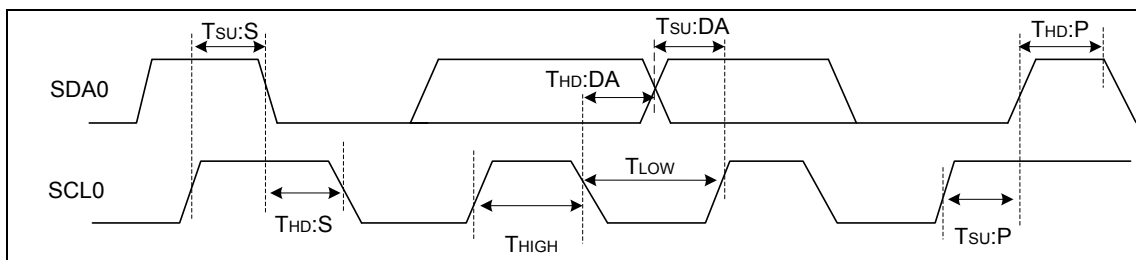 TSU:S
TSU:DA
THD:P
SDA0
THD:DA
SCL0
TLOW
THD:S
THIGH
TSU:P